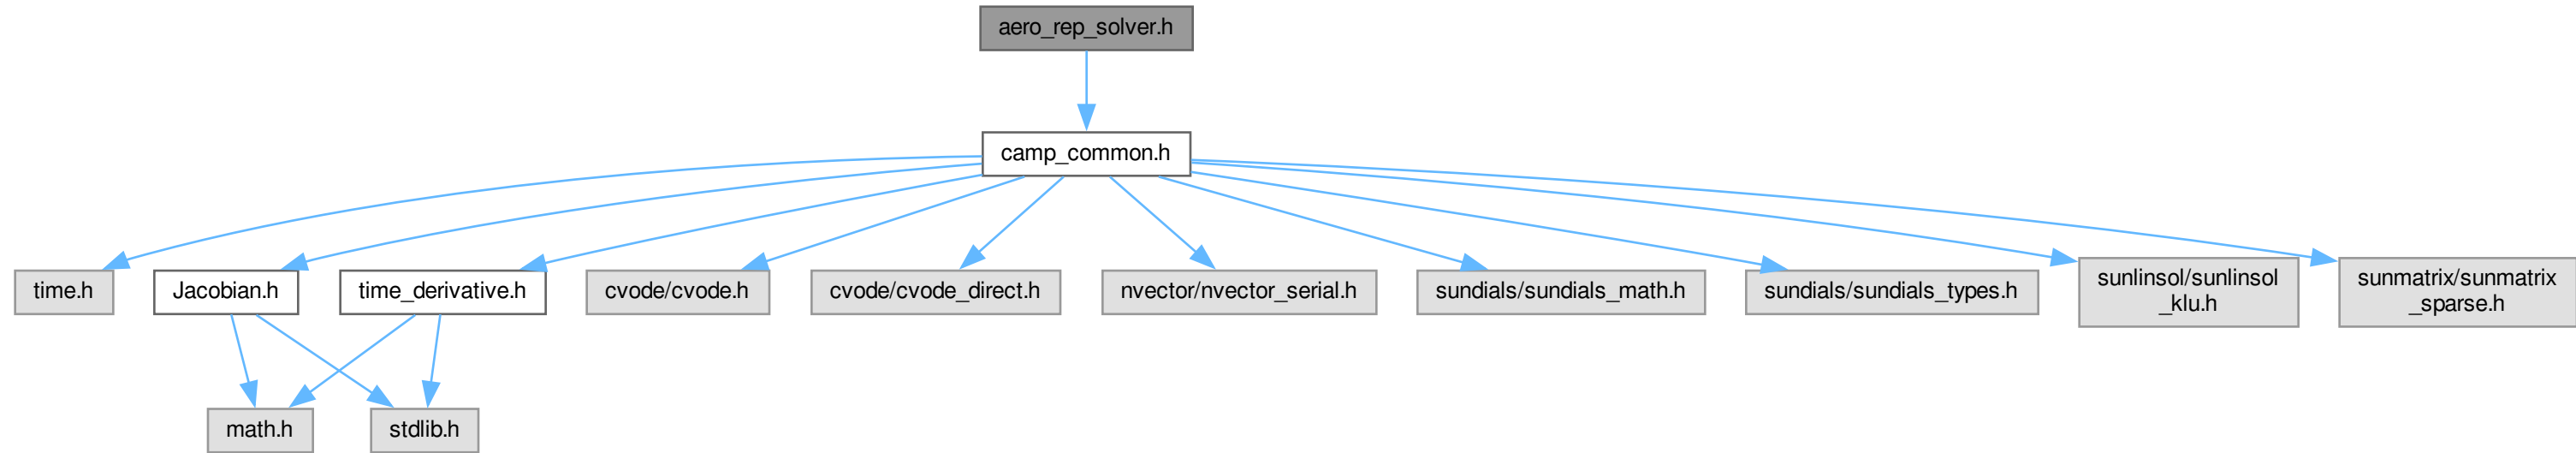 aero_rep_solver.h
camp_common.h
time.h
Jacobian.h
time_derivative.h
cvode/cvode.h
cvode/cvode_direct.h
nvector/nvector_serial.h
sundials/sundials_math.h
sundials/sundials_types.h
sunlinsol/sunlinsol
_klu.h
sunmatrix/sunmatrix
_sparse.h
math.h
stdlib.h